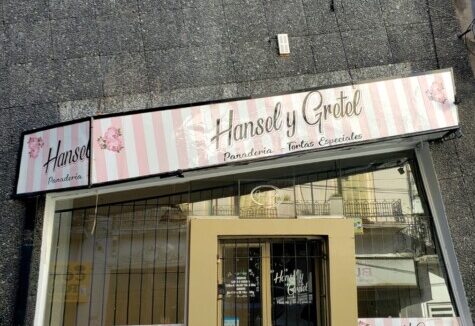 Hansel y Gretel
Panadería - Tortas Especiales
Hansel
Panadería
Hansel
y
Gretel